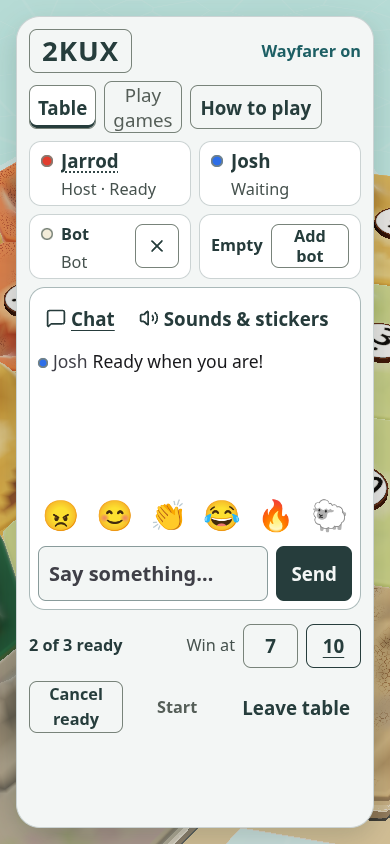 2KUX
Wayfarer on
Table
Play
games
How to play
Jarrod
Host · Ready
Josh
Waiting
Bot
Bot
Empty
Add
bot
Chat
Sounds & stickers
Josh Ready when you are!
Say something...
Send
2 of 3 ready
Win at
7
10
Cancel
ready
Start
Leave table